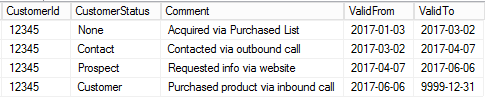 CustomerId CustomerStatus Comment ValidFrom ValidTo
12345 None Acquired via Purchased List 2017-01-03 2017-03-02
12345 Contact Contacted via outbound call 2017-03-02 2017-04-07
12345 Prospect Requested info via website 2017-04-07 2017-06-06
12345 Customer Purchased product via inbound call 2017-06-06 9999-12-31